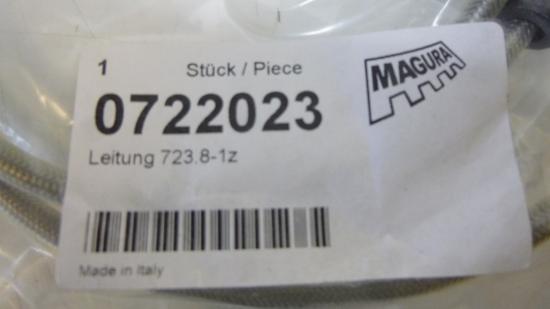 1 Stück / Piece
MAGURA
0722023
Leitung 723.8-1z
Made in Italy